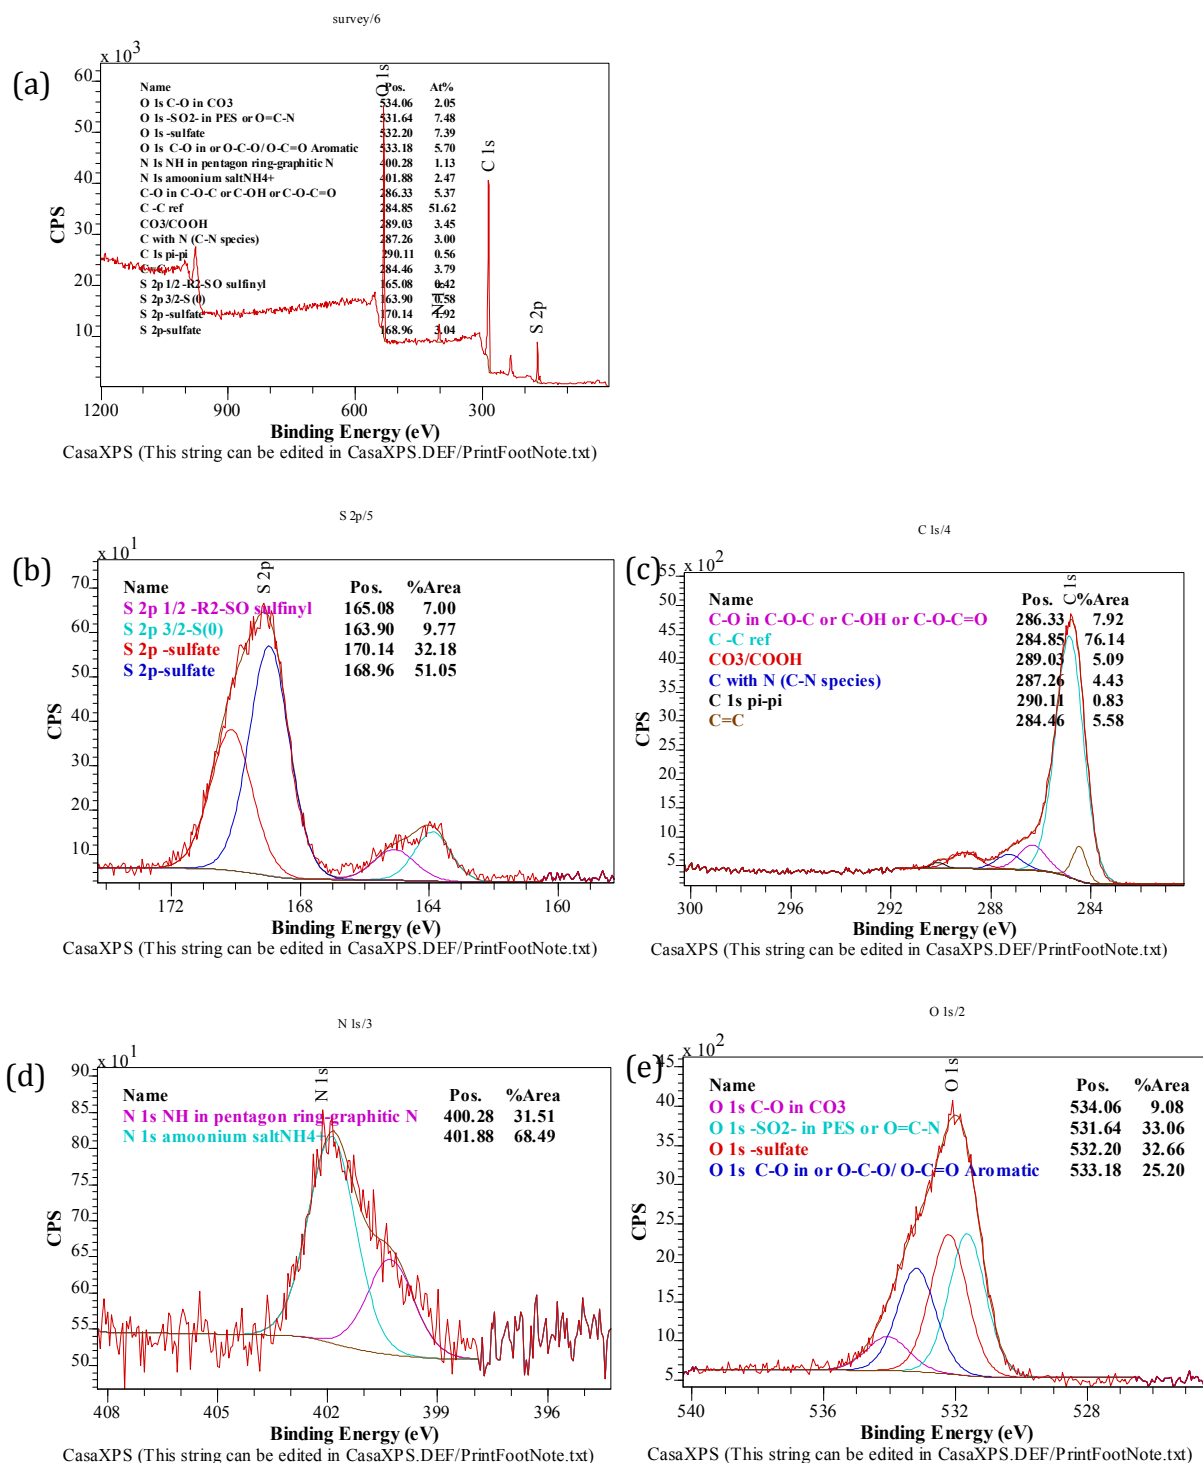 survey/6
(a)
x 10³
Name Pos. At%
O 1s C-O in CO3 534.06 2.05
O 1s -SO2- in PES or O=C-N 531.64 7.48
O 1s -sulfate 532.20 7.39
O 1s C-O in or O-C-O/ O-C=O Aromatic 533.18 5.70
N 1s NH in pentagon ring-graphitic N 400.28 1.13
N 1s amoonium saltNH4+ 401.88 2.47
C-O in C-O-C or C-OH or C-O-C=O 286.33 5.37
C -C ref 284.85 51.62
CO3/COOH 289.03 3.45
C with N (C-N species) 287.26 3.00
C 1s pi-pi 290.11 0.56
C=C 284.46 3.79
S 2p 1/2 -R2-SO sulfinyl 165.08 0.42
S 2p 3/2-S(0) 163.90 0.58
S 2p -sulfate 170.14 1.92
S 2p-sulfate 168.96 3.04
O 1s
N 1s
C 1s
S 2p
60
50
40
30
20
10
CPS
1200 900 600 300
Binding Energy (eV)
CasaXPS (This string can be edited in CasaXPS.DEF/PrintFootNote.txt)
S 2p/5
(b)
x 10¹
S 2p
Name Pos. %Area
S 2p 1/2 -R2-SO sulfinyl 165.08 7.00
S 2p 3/2-S(0) 163.90 9.77
S 2p -sulfate 170.14 32.18
S 2p-sulfate 168.96 51.05
70
60
50
40
30
20
10
CPS
172 168 164 160
Binding Energy (eV)
CasaXPS (This string can be edited in CasaXPS.DEF/PrintFootNote.txt)
C 1s/4
(c)
x 10²
C 1s
Name Pos. %Area
C-O in C-O-C or C-OH or C-O-C=O 286.33 7.92
C -C ref 284.85 76.14
CO3/COOH 289.03 5.09
C with N (C-N species) 287.26 4.43
C 1s pi-pi 290.11 0.83
C=C 284.46 5.58
55
50
45
40
35
30
25
20
15
10
5
CPS
300 296 292 288 284
Binding Energy (eV)
CasaXPS (This string can be edited in CasaXPS.DEF/PrintFootNote.txt)
N 1s/3
(d)
x 10¹
N 1s
Name Pos. %Area
N 1s NH in pentagon ring-graphitic N 400.28 31.51
N 1s amoonium saltNH4+ 401.88 68.49
90
85
80
75
70
65
60
55
50
CPS
408 405 402 399 396
Binding Energy (eV)
CasaXPS (This string can be edited in CasaXPS.DEF/PrintFootNote.txt)
O 1s/2
(e)
x 10²
O 1s
Name Pos. %Area
O 1s C-O in CO3 534.06 9.08
O 1s -SO2- in PES or O=C-N 531.64 33.06
O 1s -sulfate 532.20 32.66
O 1s C-O in or O-C-O/ O-C=O Aromatic 533.18 25.20
45
40
35
30
25
20
15
10
5
CPS
540 536 532 528
Binding Energy (eV)
CasaXPS (This string can be edited in CasaXPS.DEF/PrintFootNote.txt)